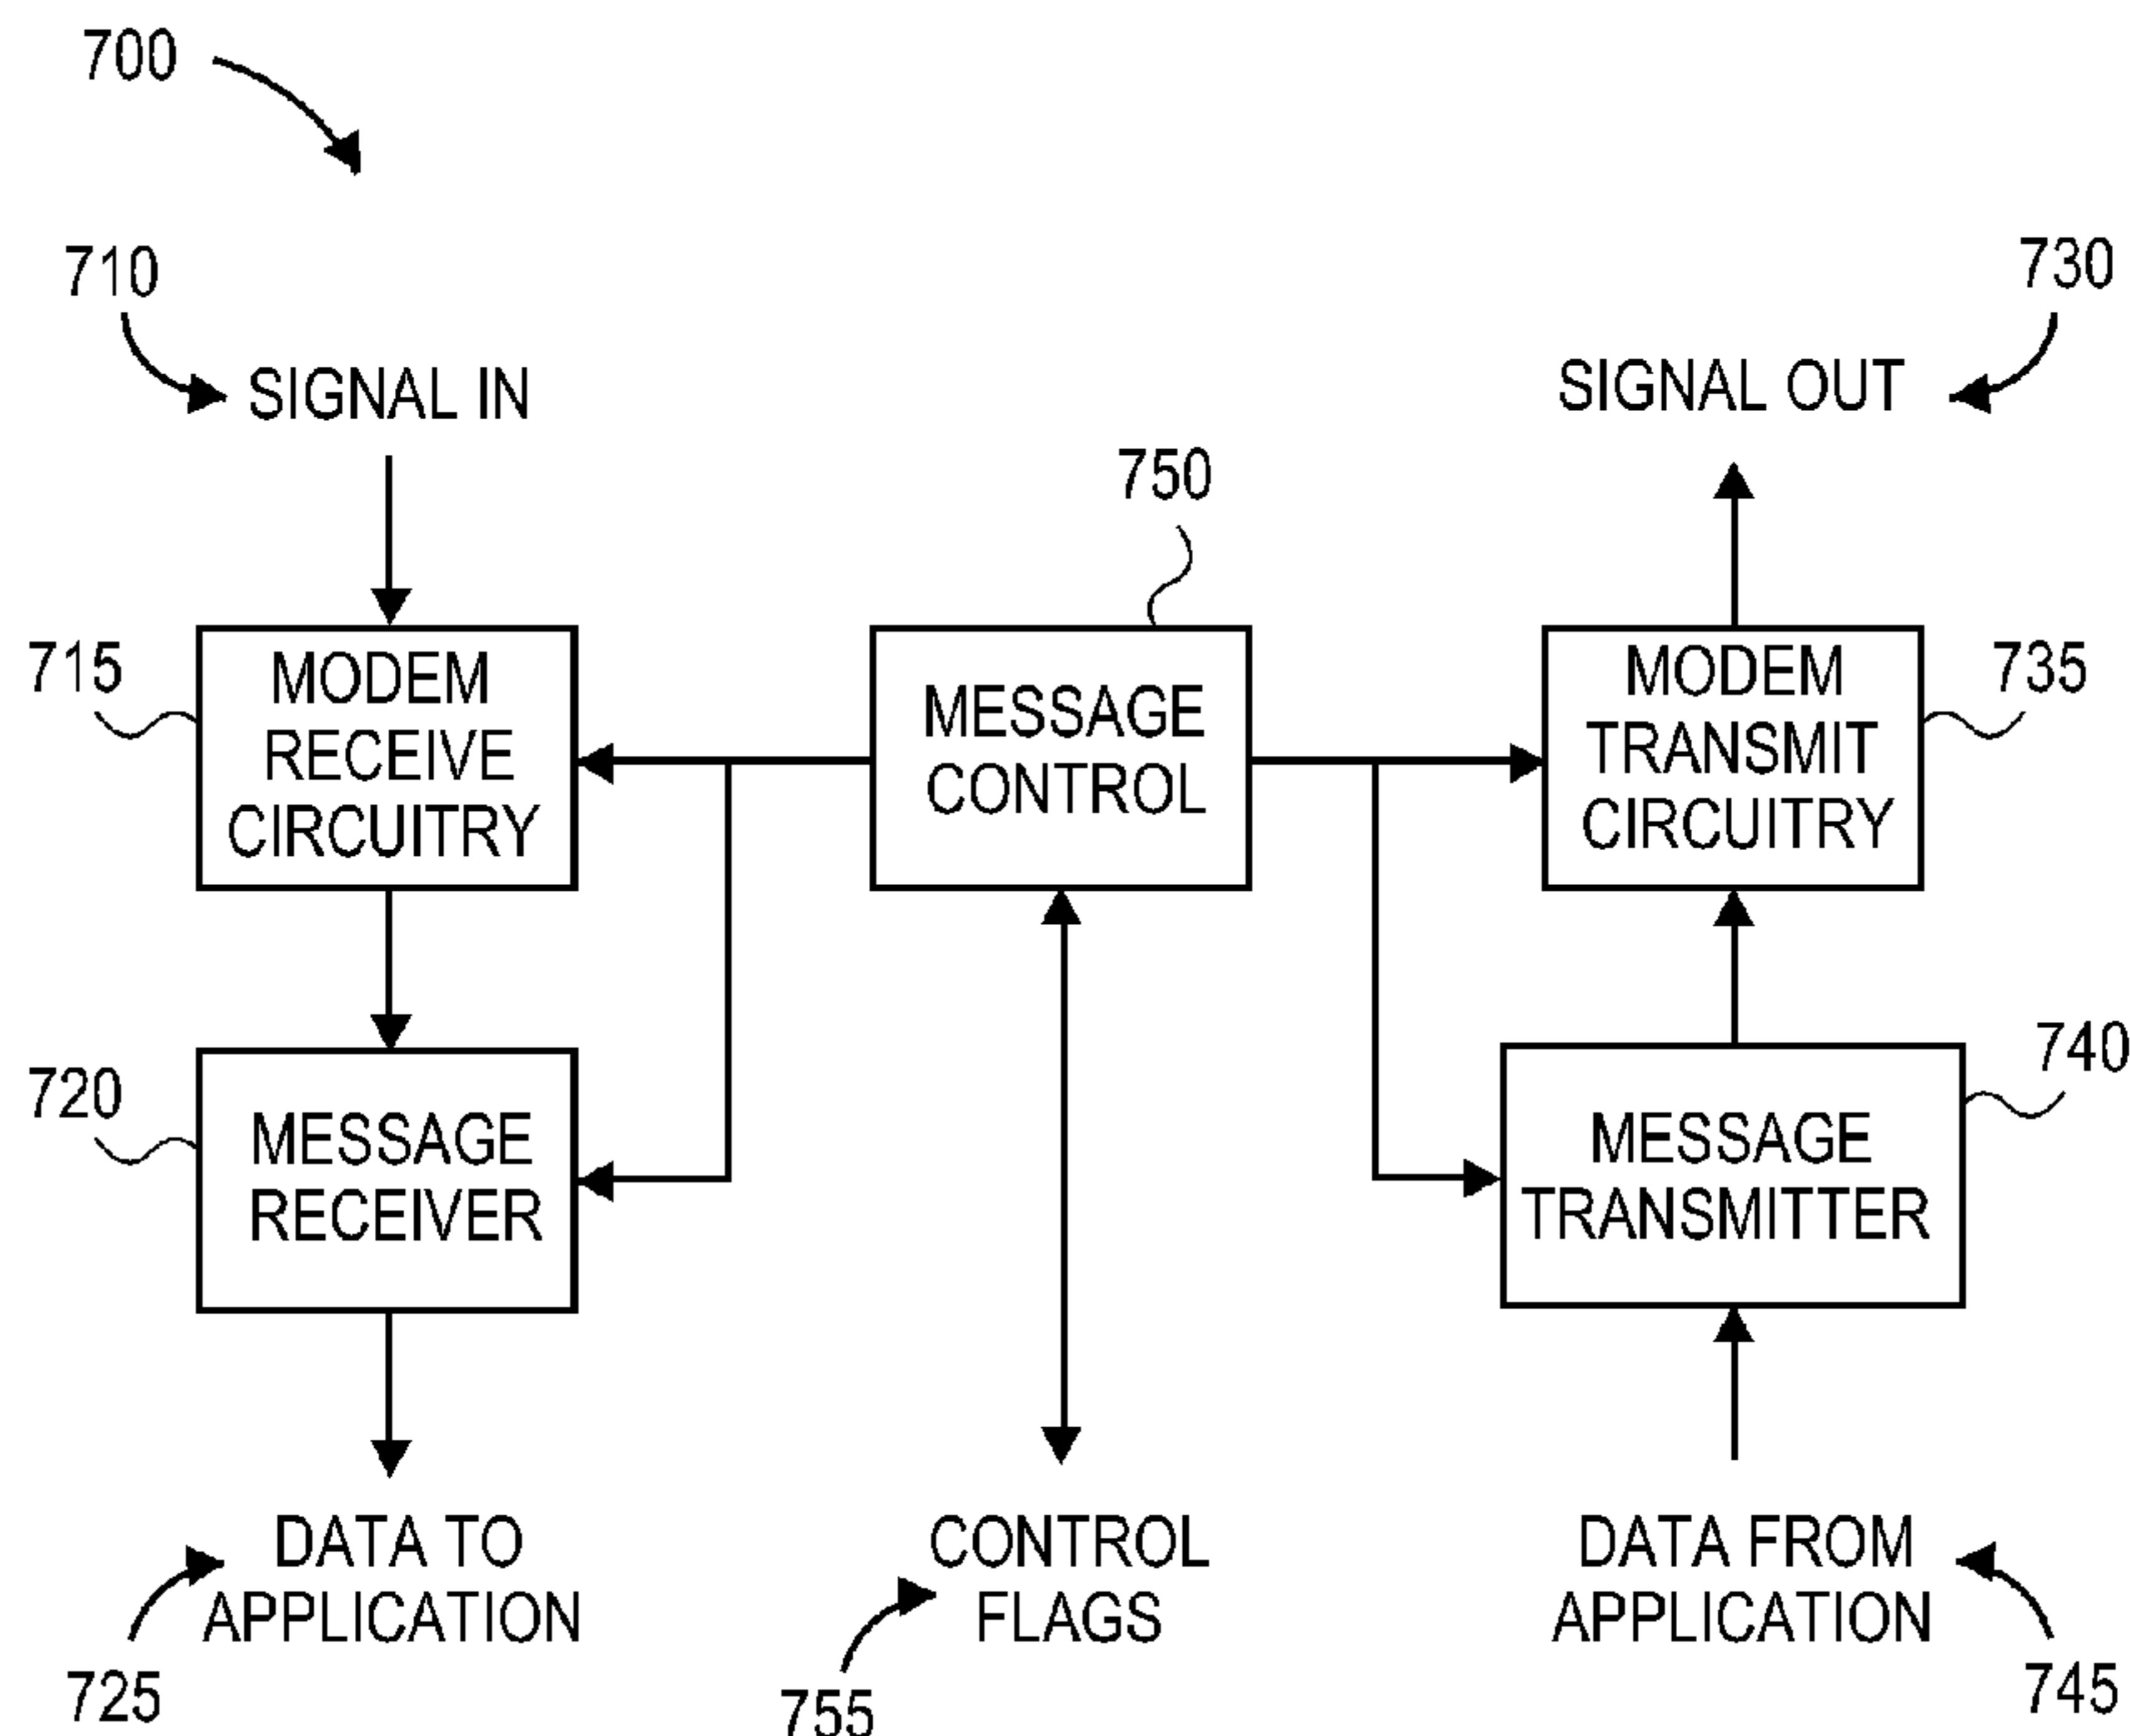 700
710
SIGNAL IN
730
SIGNAL OUT
750
715
MODEM
RECEIVE
CIRCUITRY
MESSAGE
CONTROL
735
MODEM
TRANSMIT
CIRCUITRY
720
MESSAGE
RECEIVER
740
MESSAGE
TRANSMITTER
DATA TO
APPLICATION
725
CONTROL
FLAGS
755
DATA FROM
APPLICATION
745